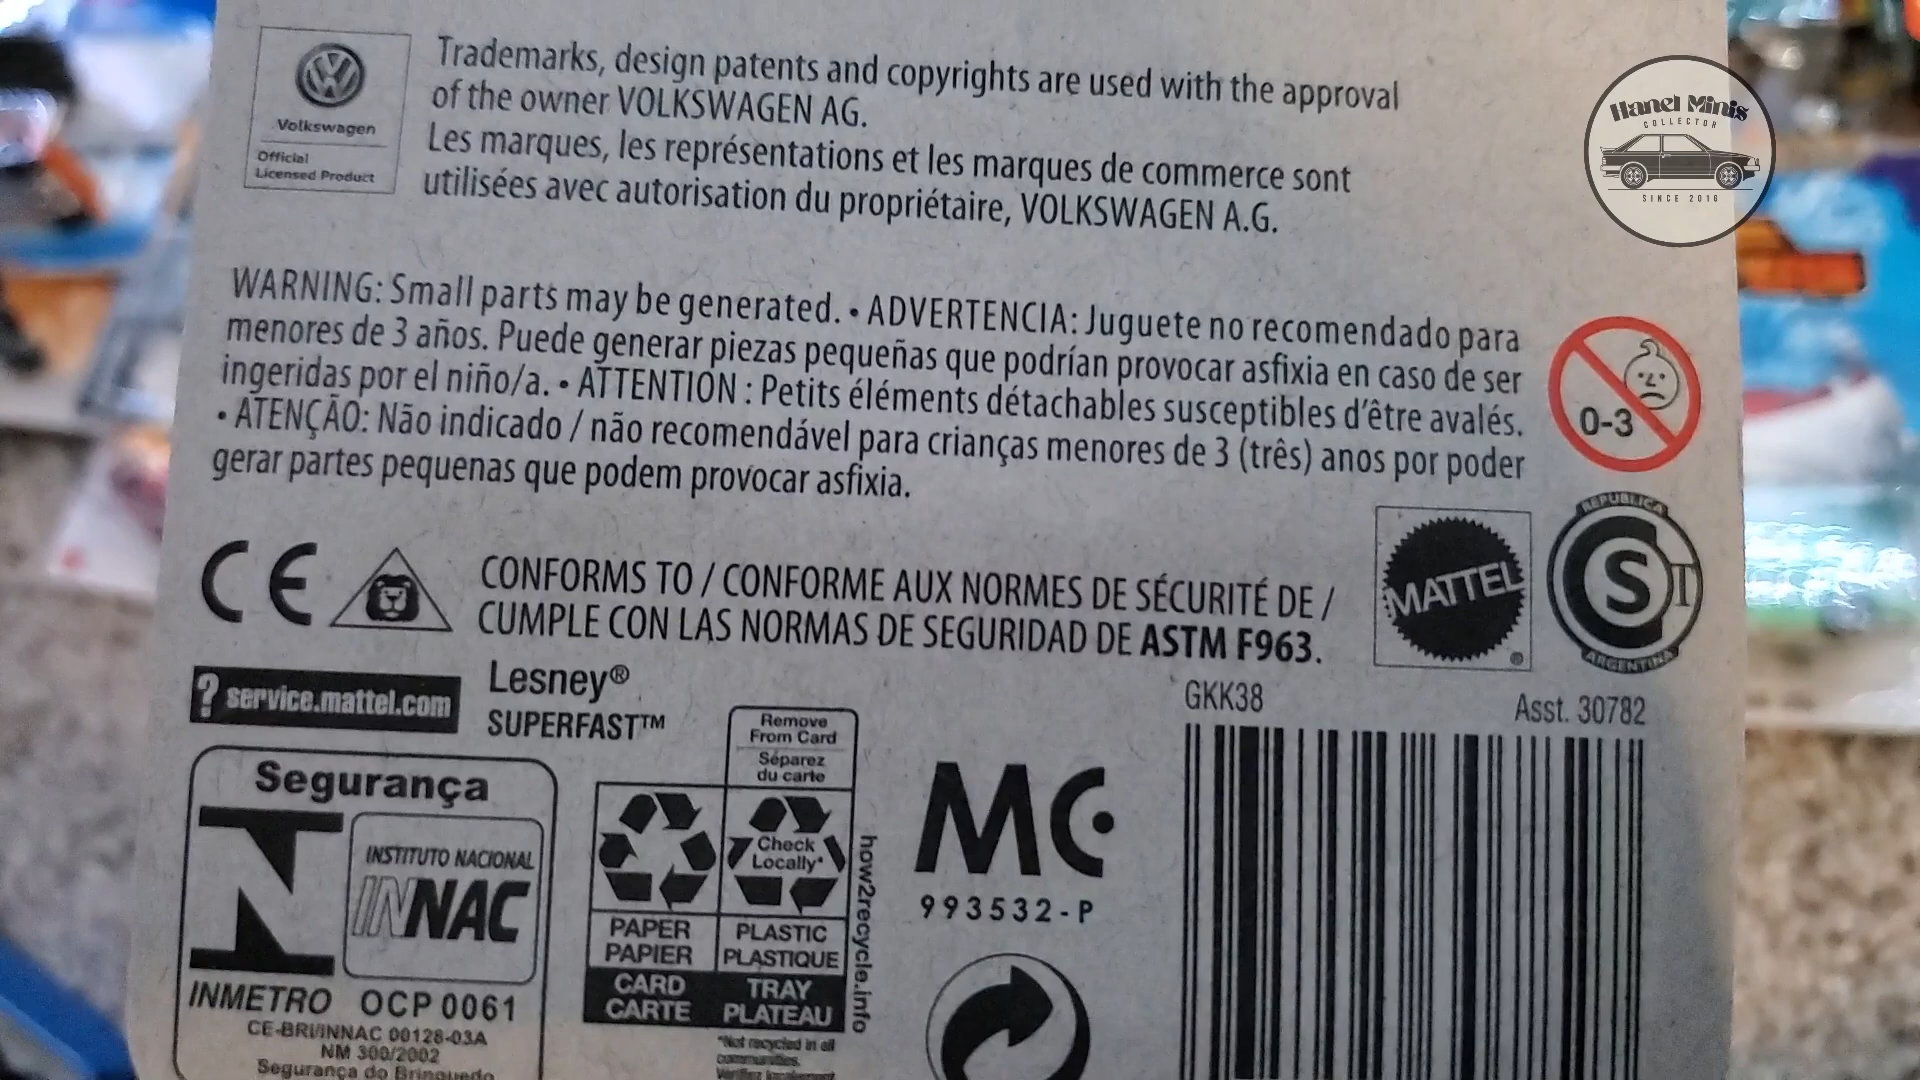 Volkswagen
Official
Licensed Product
Trademarks, design patents and copyrights are used with the approval
of the owner VOLKSWAGEN AG.
Les marques, les représentations et les marques de commerce sont
utilisées avec autorisation du propriétaire, VOLKSWAGEN A.G.
Hanel Minis
COLLECTOR
SINCE 2016
WARNING: Small parts may be generated. • ADVERTENCIA: Juguete no recomendado para
menores de 3 años. Puede generar piezas pequeñas que podrían provocar asfixia en caso de ser
ingeridas por el niño/a. • ATTENTION : Petits éléments détachables susceptibles d'être avalés.
• ATENÇÃO: Não indicado / não recomendável para crianças menores de 3 (três) anos por poder
gerar partes pequenas que podem provocar asfixia.
0-3
CE
CONFORMS TO / CONFORME AUX NORMES DE SÉCURITÉ DE /
CUMPLE CON LAS NORMAS DE SEGURIDAD DE ASTM F963.
MATTEL®
REPUBLICA
S
ARGENTINA
? service.mattel.com
Lesney®
SUPERFAST™
GKK38
Asst. 30782
Segurança
INSTITUTO NACIONAL
INNAC
INMETRO OCP 0061
CE-BRI/INNAC 00128-03A
NM 300/2002
Segurança do Brinquedo
Remove
From Card
Séparez
du carte
Check
Locally*
PAPER
PAPIER
CARD
CARTE
PLASTIC
PLASTIQUE
TRAY
PLATEAU
how2recycle.info
*Not recycled in all
communities.
MC
993532-P